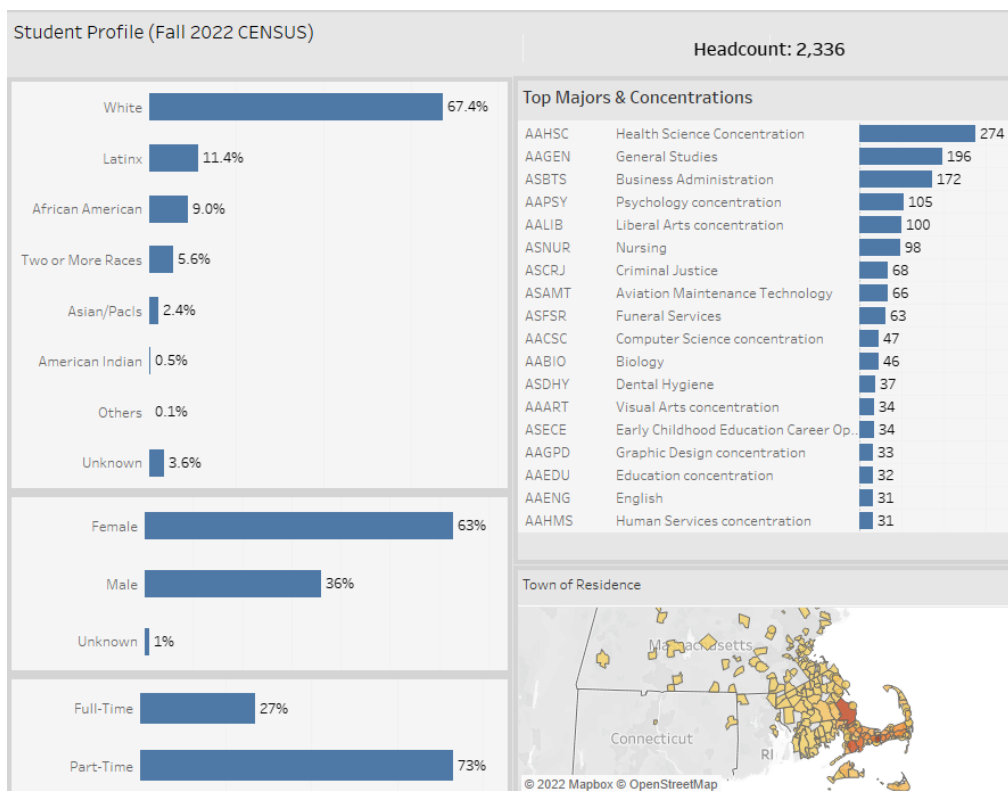 Student Profile (Fall 2022 CENSUS)
Headcount: 2,336
White 67.4%
Latinx 11.4%
African American 9.0%
Two or More Races 5.6%
Asian/PacIs 2.4%
American Indian 0.5%
Others 0.1%
Unknown 3.6%
Female 63%
Male 36%
Unknown 1%
Full-Time 27%
Part-Time 73%
Top Majors & Concentrations
AAHSC Health Science Concentration 274
AAGEN General Studies 196
ASBTS Business Administration 172
AAPSY Psychology concentration 105
AALIB Liberal Arts concentration 100
ASNUR Nursing 98
ASCRJ Criminal Justice 68
ASAMT Aviation Maintenance Technology 66
ASFSR Funeral Services 63
AACSC Computer Science concentration 47
AABIO Biology 46
ASDHY Dental Hygiene 37
AAART Visual Arts concentration 34
ASECE Early Childhood Education Career Op.. 34
AAGPD Graphic Design concentration 33
AAEDU Education concentration 32
AAENG English 31
AAHMS Human Services concentration 31
Town of Residence
Massachusetts
Connecticut
RI
© 2022 Mapbox © OpenStreetMap